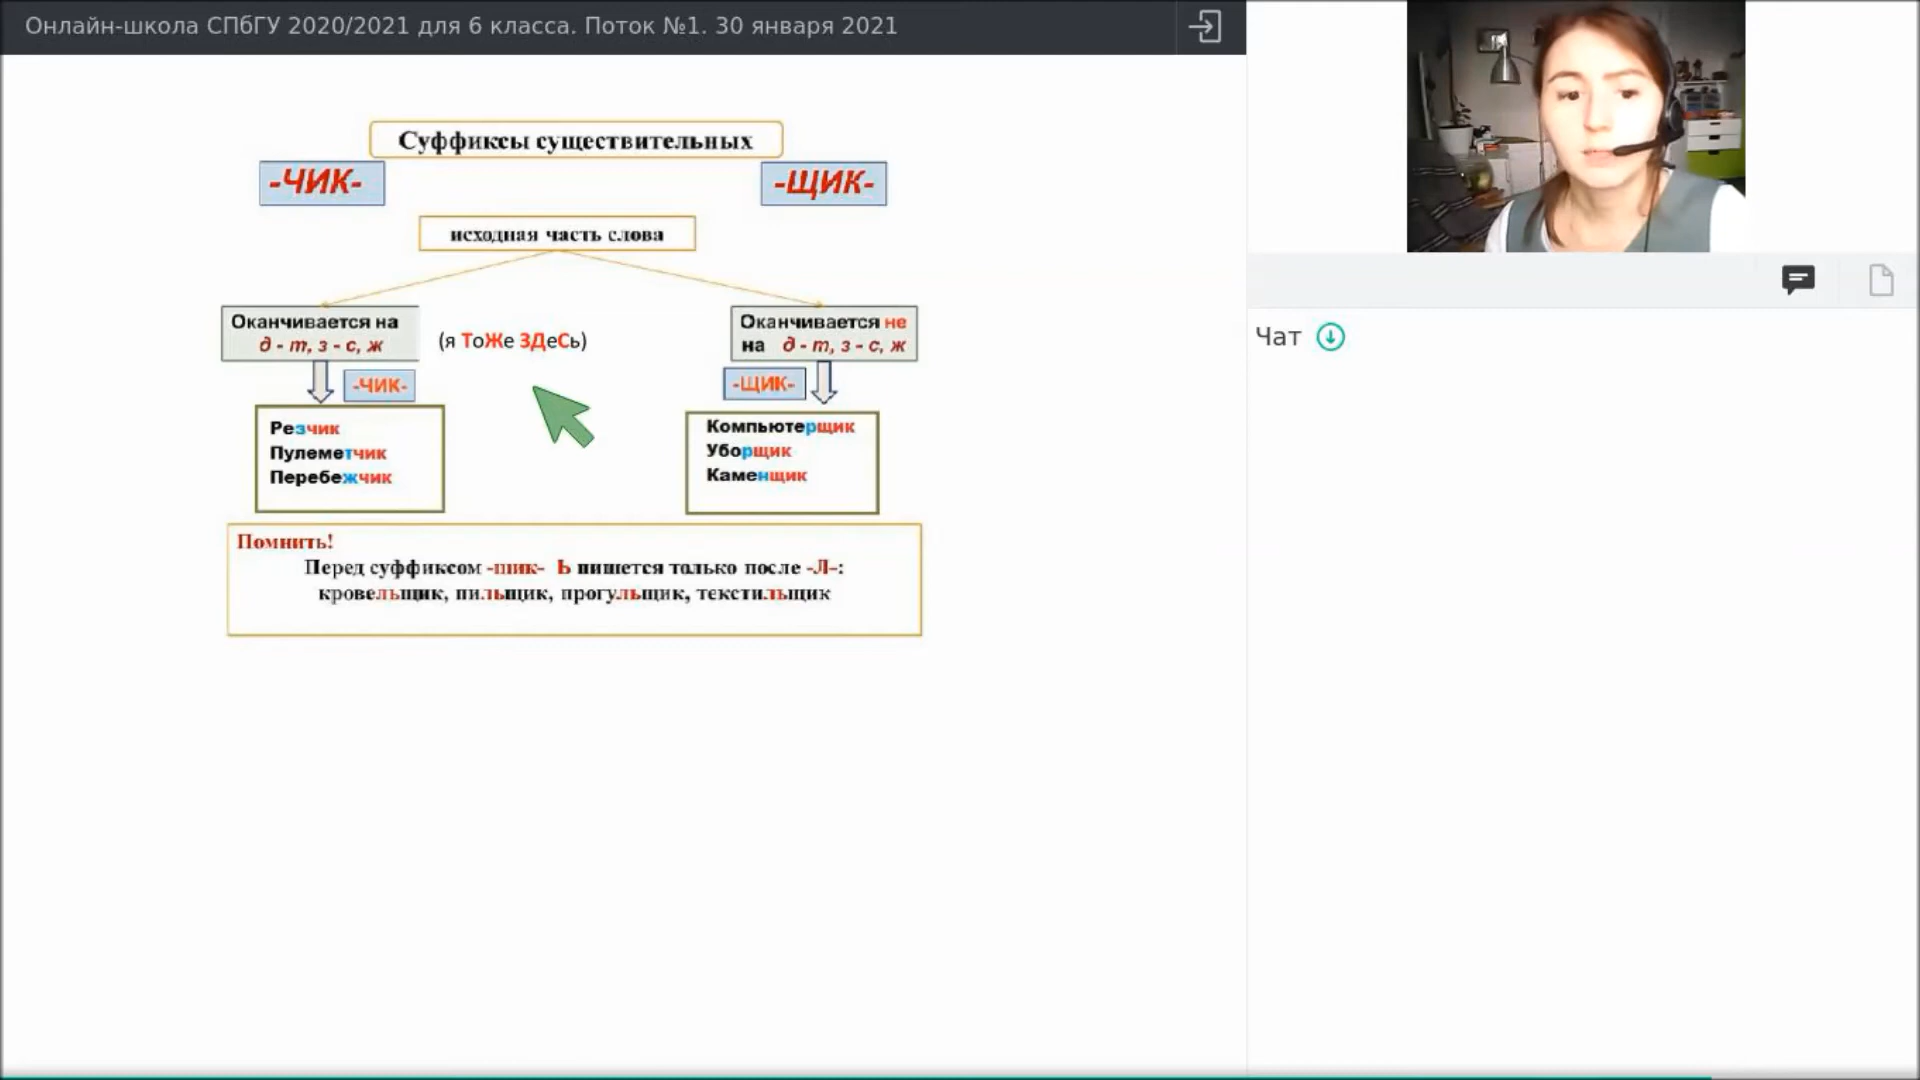 Онлайн-школа СПбГУ 2020/2021 для 6 класса. Поток №1. 30 января 2021
Суффиксы существительных
-ЧИК-
-ЩИК-
исходная часть слова
Оканчивается на
д - т, з - с, ж
(я ТоЖе ЗДеСь)
Оканчивается не
на д - т, з - с, ж
-ЧИК-
-ЩИК-
Резчик
Пулеметчик
Перебежчик
Компьютерщик
Уборщик
Каменщик
Помнить!
Перед суффиксом -щик- Ь пишется только после -Л-:
кровельщик, пильщик, прогульщик, текстильщик
Чат